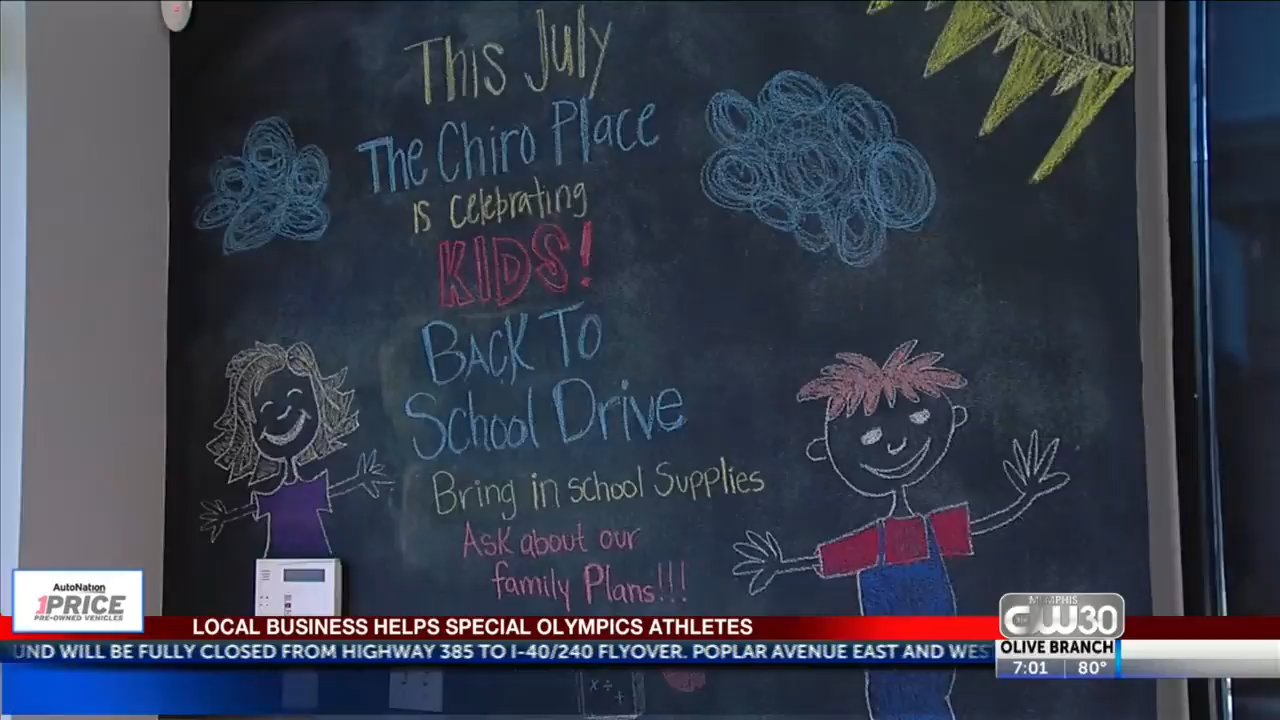 This July
The Chiro Place
is celebrating
KIDS!
BACK TO
School Drive
Bring in school Supplies
Ask about our
family Plans!!!
AutoNation
1PRICE
PRE-OWNED VEHICLES
LOCAL BUSINESS HELPS SPECIAL OLYMPICS ATHLETES
MEMPHIS
CW30
UND WILL BE FULLY CLOSED FROM HIGHWAY 385 TO I-40/240 FLYOVER. POPLAR AVENUE EAST AND WES
OLIVE BRANCH
7:01 80°
x ÷ +